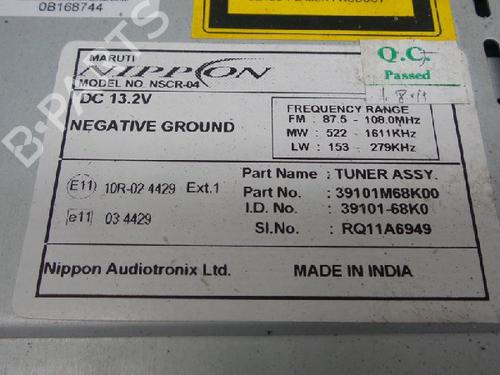 0B168744
MARUTI
NIPPON
MODEL NO. NSCR-04
DC 13.2V
NEGATIVE GROUND
Q.C.
Passed
FREQUENCY RANGE
FM : 87.5 - 108.0MHz
MW : 522 - 1611KHz
LW : 153 - 279KHz
E11 10R-02 4429 Ext.1
e11 03 4429
Part Name : TUNER ASSY.
Part No. : 39101M68K00
I.D. No. : 39101-68K0
Sl.No. : RQ11A6949
Nippon Audiotronix Ltd.
MADE IN INDIA
B-PARTS